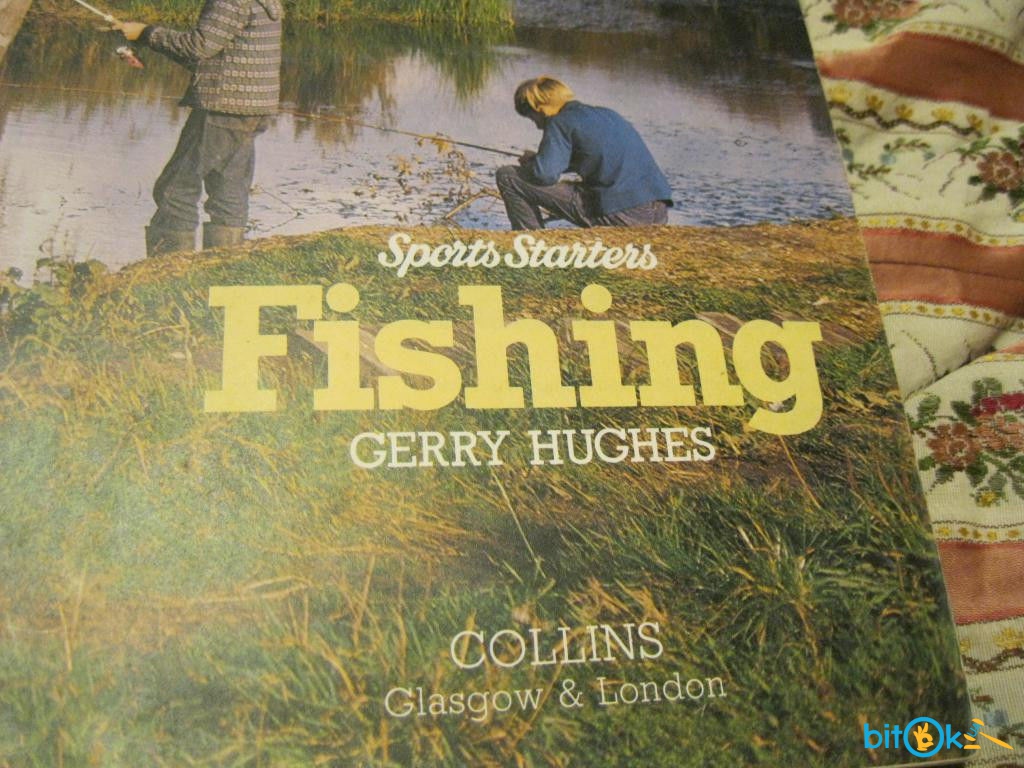 Sports Starters
Fishing
GERRY HUGHES
COLLINS
Glasgow & London
bitOk